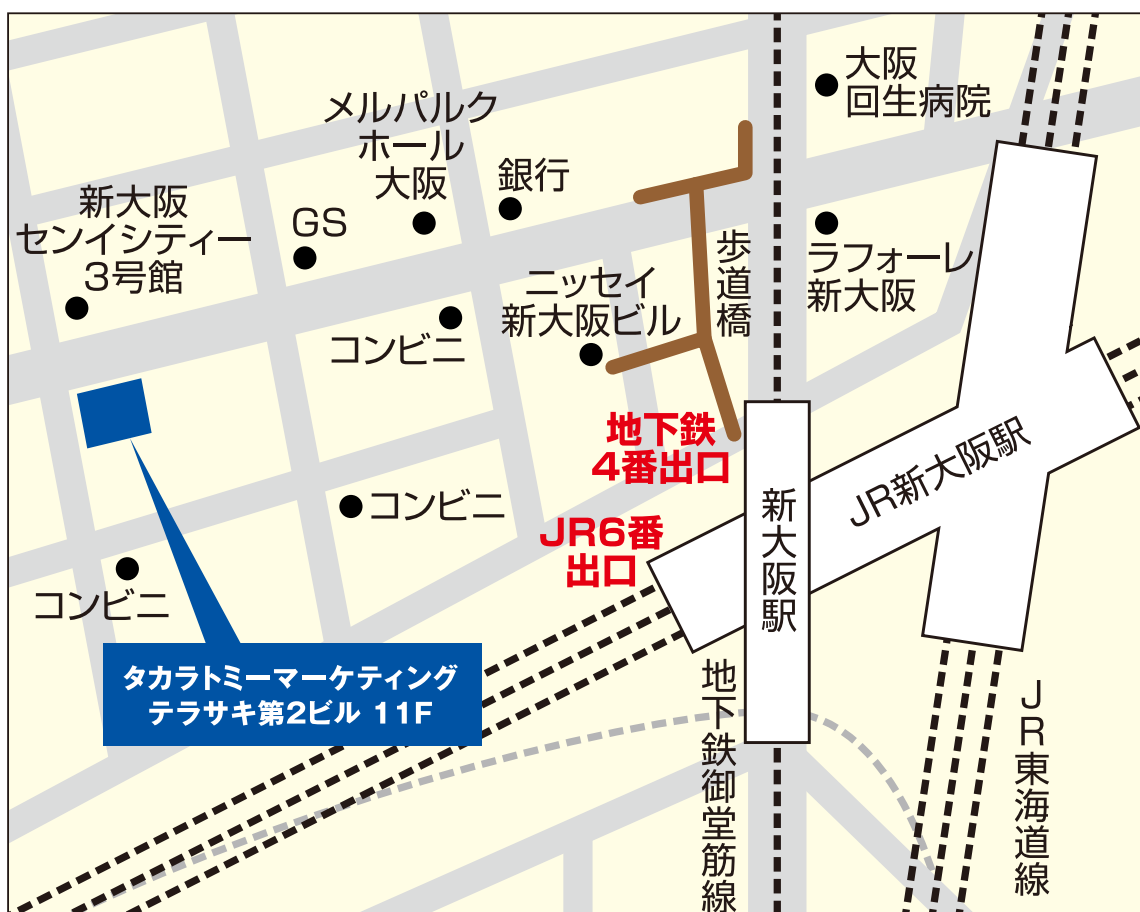 大阪
回生病院
メルパルク
ホール
大阪
銀行
新大阪
センイシティー
3号館
GS
歩道橋
ラフォーレ
新大阪
ニッセイ
新大阪ビル
コンビニ
地下鉄
4番出口
JR新大阪駅
コンビニ
新大阪駅
JR6番
出口
コンビニ
タカラトミーマーケティング
テラサキ第2ビル 11F
地下鉄御堂筋線
JR東海道線